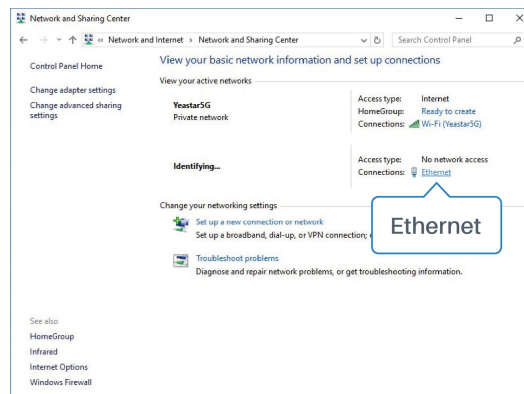 Network and Sharing Center
« Network and Internet › Network and Sharing Center
Search Control Panel
Control Panel Home
Change adapter settings
Change advanced sharing
settings
See also
HomeGroup
Infrared
Internet Options
Windows Firewall
View your basic network information and set up connections
View your active networks
Yeastar5G
Private network
Access type: Internet
HomeGroup: Ready to create
Connections: Wi-Fi (Yeastar5G)
Identifying...
Access type: No network access
Connections: Ethernet
Ethernet
Change your networking settings
Set up a new connection or network
Set up a broadband, dial-up, or VPN connection;
Troubleshoot problems
Diagnose and repair network problems, or get troubleshooting information.